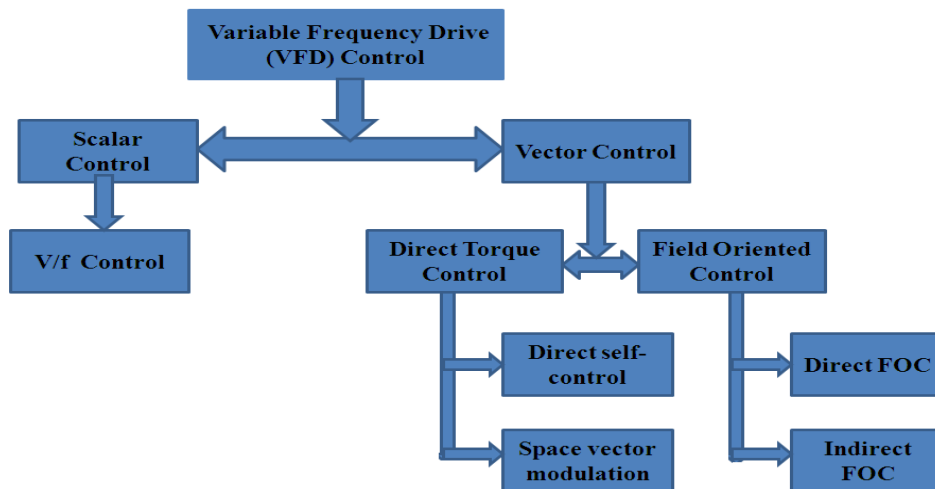 Variable Frequency Drive
(VFD) Control
Scalar
Control
Vector Control
V/f Control
Direct Torque
Control
Field Oriented
Control
Direct self-
control
Direct FOC
Space vector
modulation
Indirect
FOC